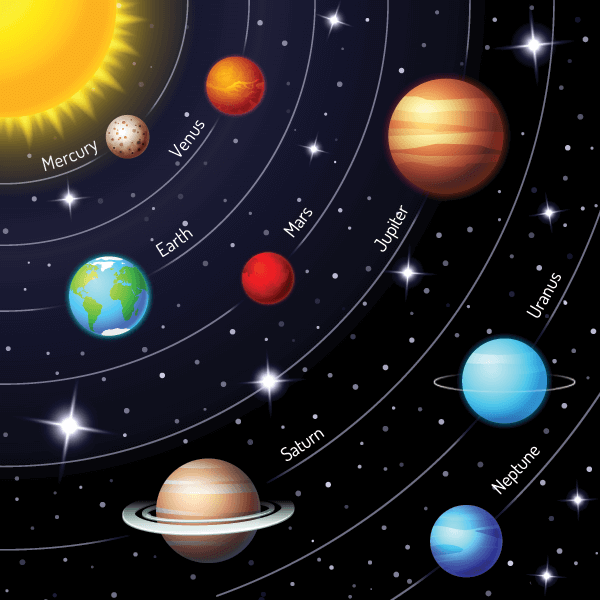 Mercury
Venus
Earth
Mars
Jupiter
Saturn
Uranus
Neptune